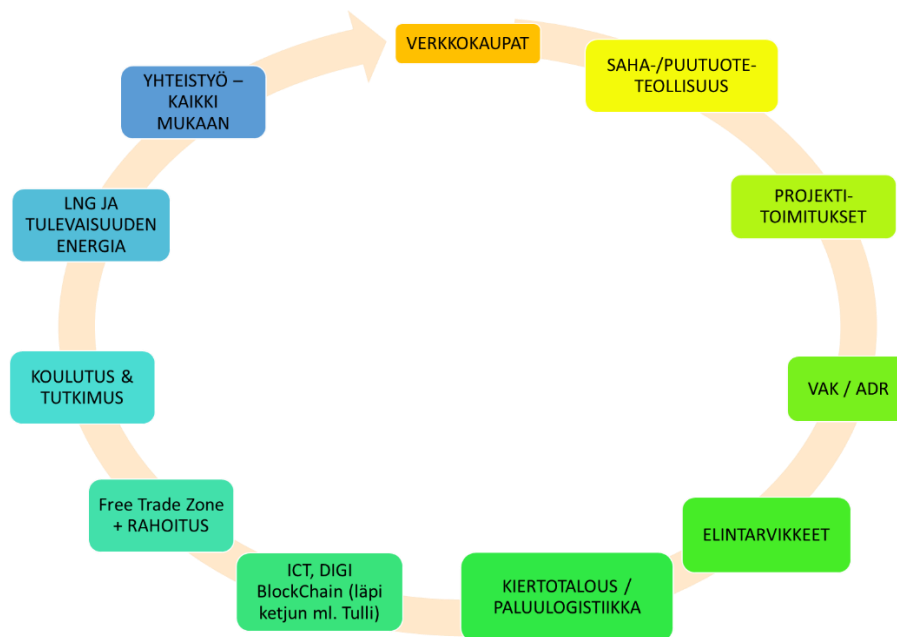 VERKKOKAUPAT
SAHA-/PUUTUOTE-
TEOLLISUUS
PROJEKTI-
TOIMITUKSET
VAK / ADR
ELINTARVIKKEET
KIERTOTALOUS /
PALUULOGISTIIKKA
ICT, DIGI
BlockChain (läpi
ketjun ml. Tulli)
Free Trade Zone
+ RAHOITUS
KOULUTUS &
TUTKIMUS
LNG JA
TULEVAISUUDEN
ENERGIA
YHTEISTYÖ –
KAIKKI
MUKAAN